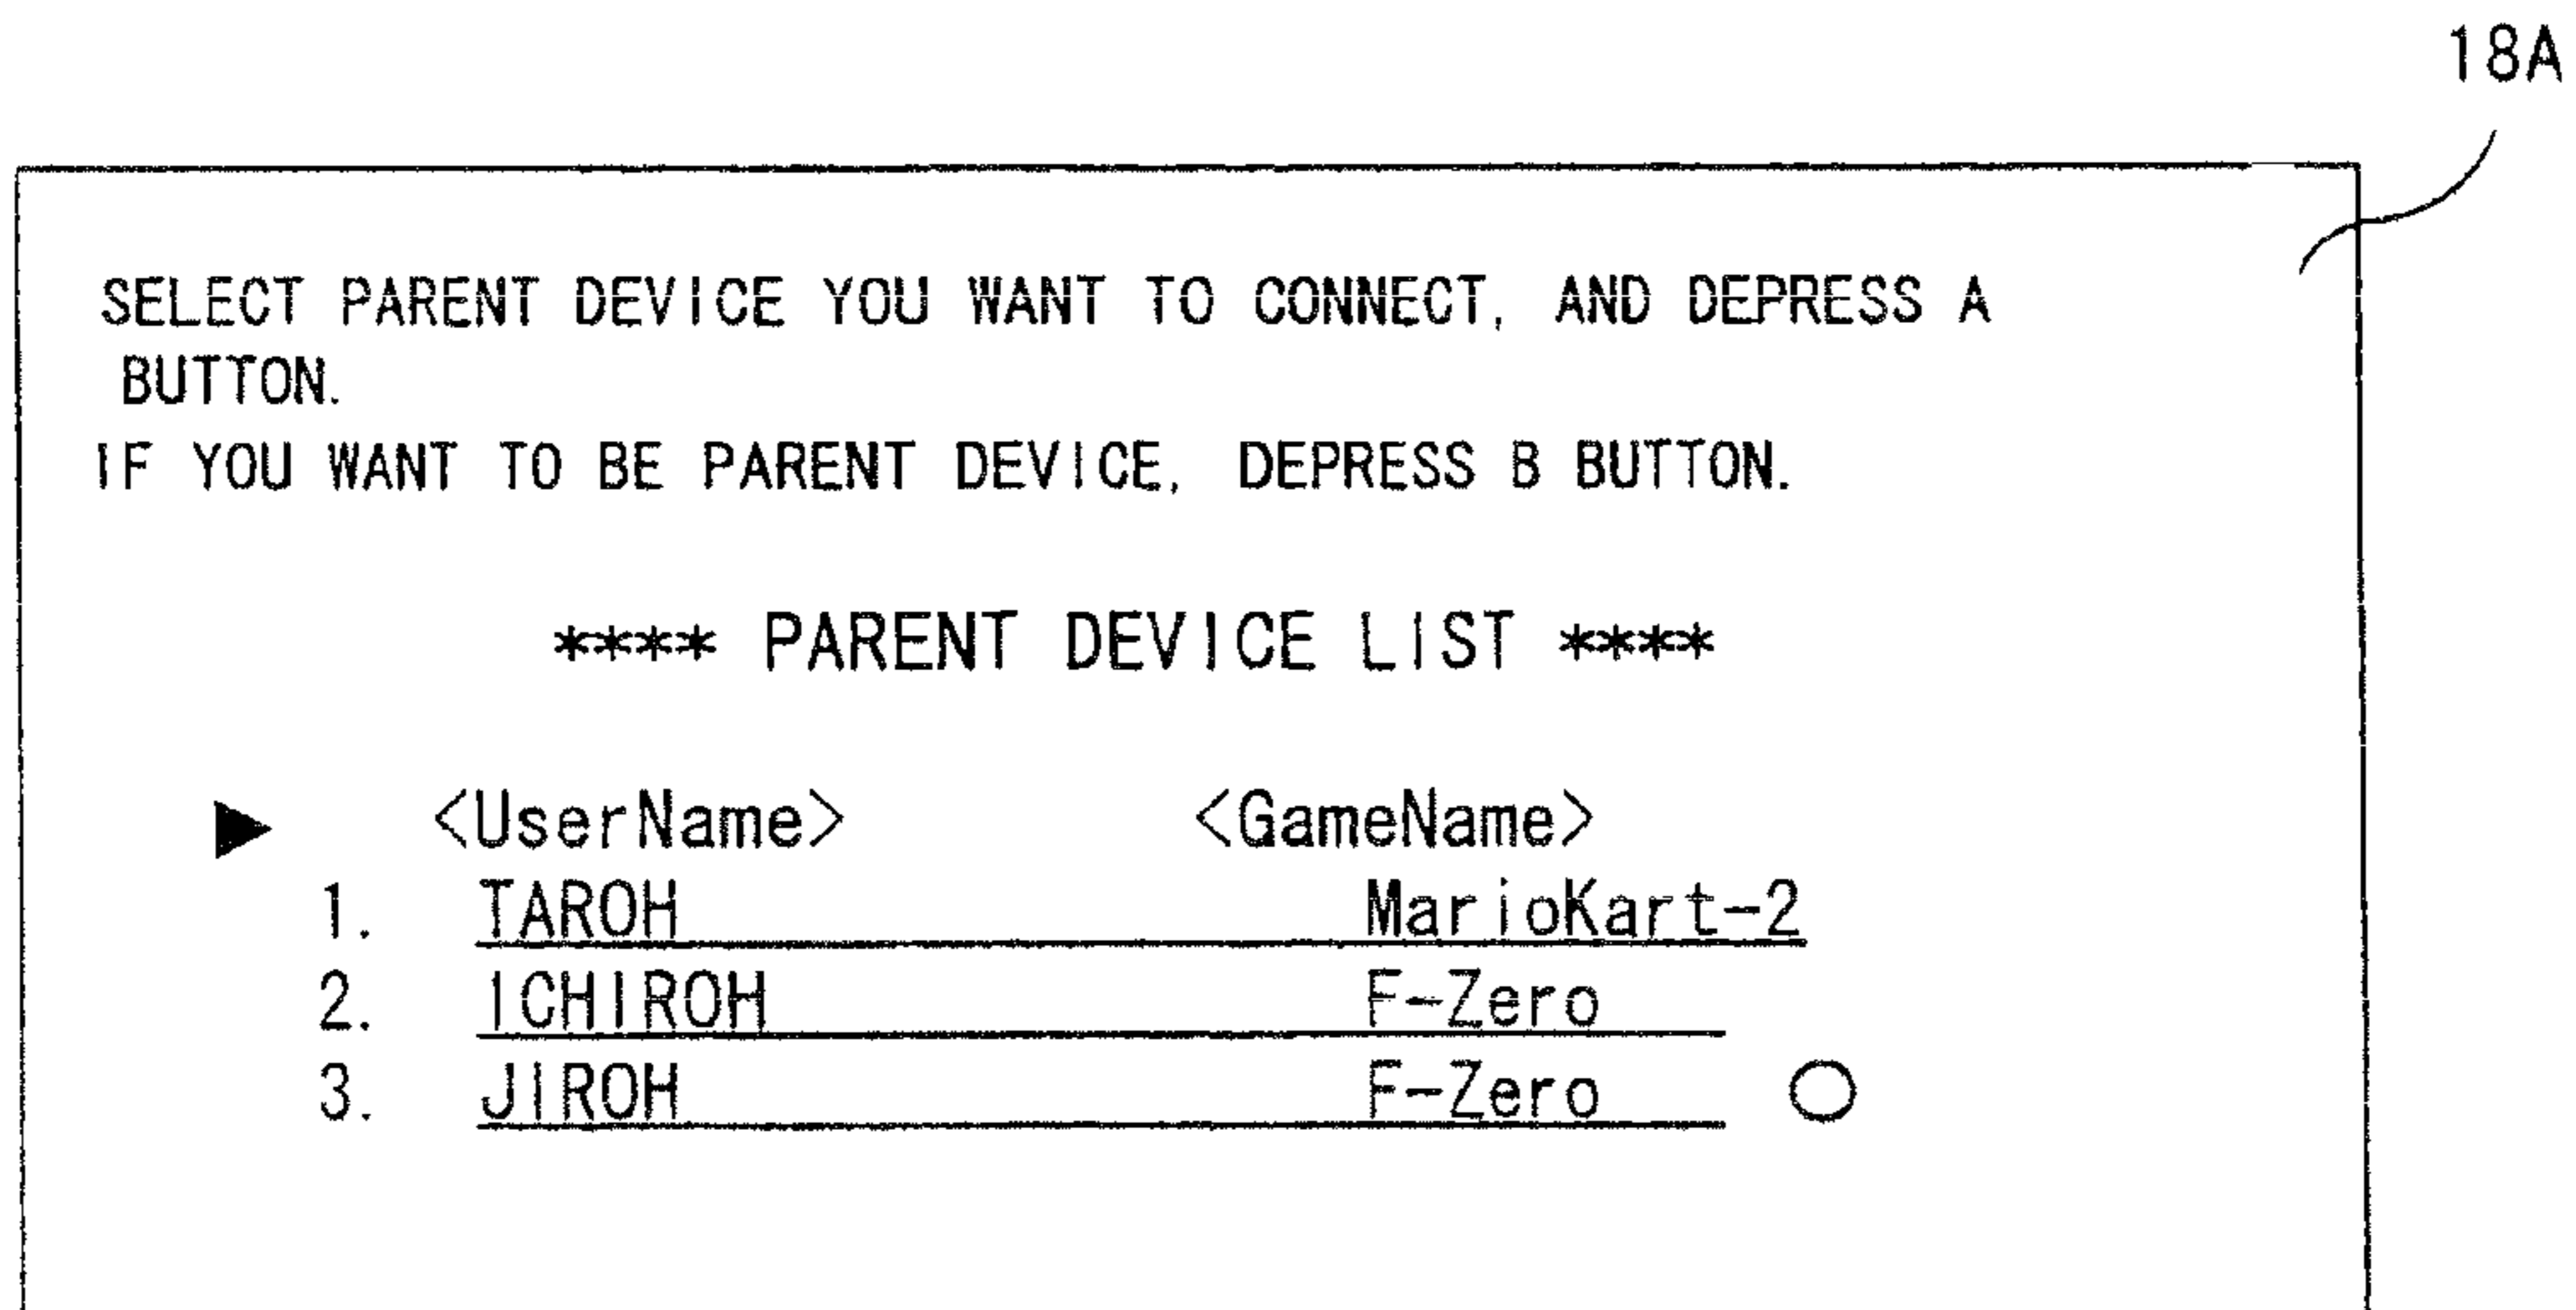 18A
SELECT PARENT DEVICE YOU WANT TO CONNECT, AND DEPRESS A
BUTTON.
IF YOU WANT TO BE PARENT DEVICE, DEPRESS B BUTTON.
**** PARENT DEVICE LIST ****
<UserName> <GameName>
1. TAROH MarioKart-2
2. ICHIROH F-Zero
3. JIROH F-Zero